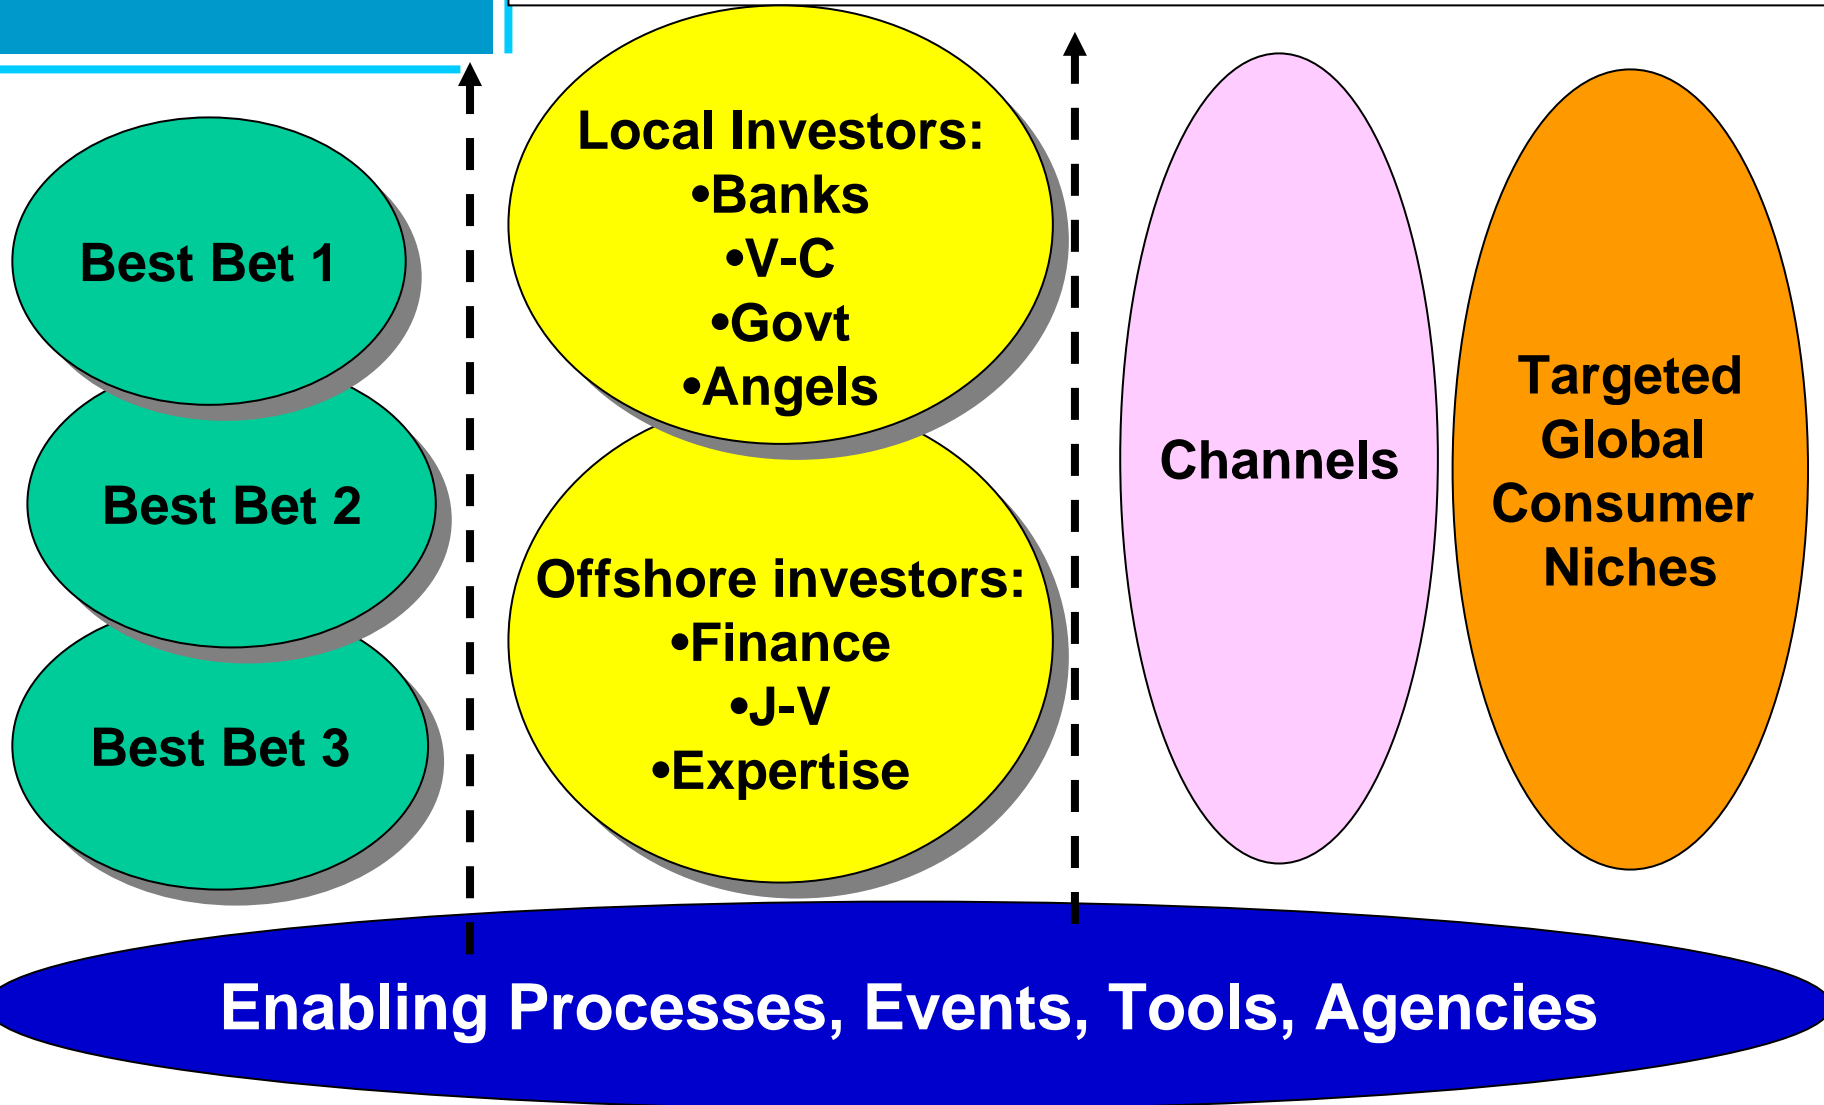 Best Bet 1
Best Bet 2
Best Bet 3
Local Investors:
•Banks
•V-C
•Govt
•Angels
Offshore investors:
•Finance
•J-V
•Expertise
Channels
Targeted
Global
Consumer
Niches
Enabling Processes, Events, Tools, Agencies